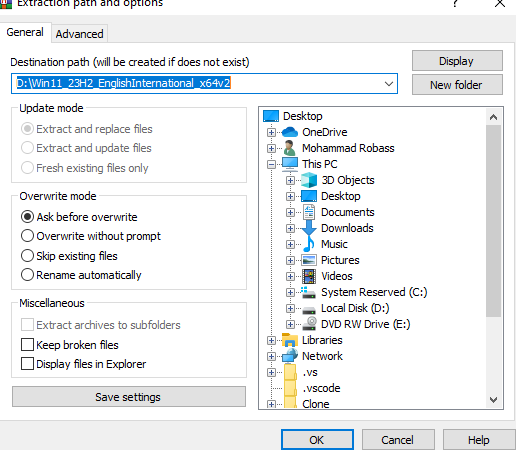 Extraction path and options
?
General
Advanced
Destination path (will be created if does not exist)
D:\Win11_23H2_EnglishInternational_x64v2
Display
New folder
Update mode
Extract and replace files
Extract and update files
Fresh existing files only
Overwrite mode
Ask before overwrite
Overwrite without prompt
Skip existing files
Rename automatically
Miscellaneous
Extract archives to subfolders
Keep broken files
Display files in Explorer
Save settings
Desktop
OneDrive
Mohammad Robass
This PC
3D Objects
Desktop
Documents
Downloads
Music
Pictures
Videos
System Reserved (C:)
Local Disk (D:)
DVD RW Drive (E:)
Libraries
Network
.vs
.vscode
Clone
OK
Cancel
Help